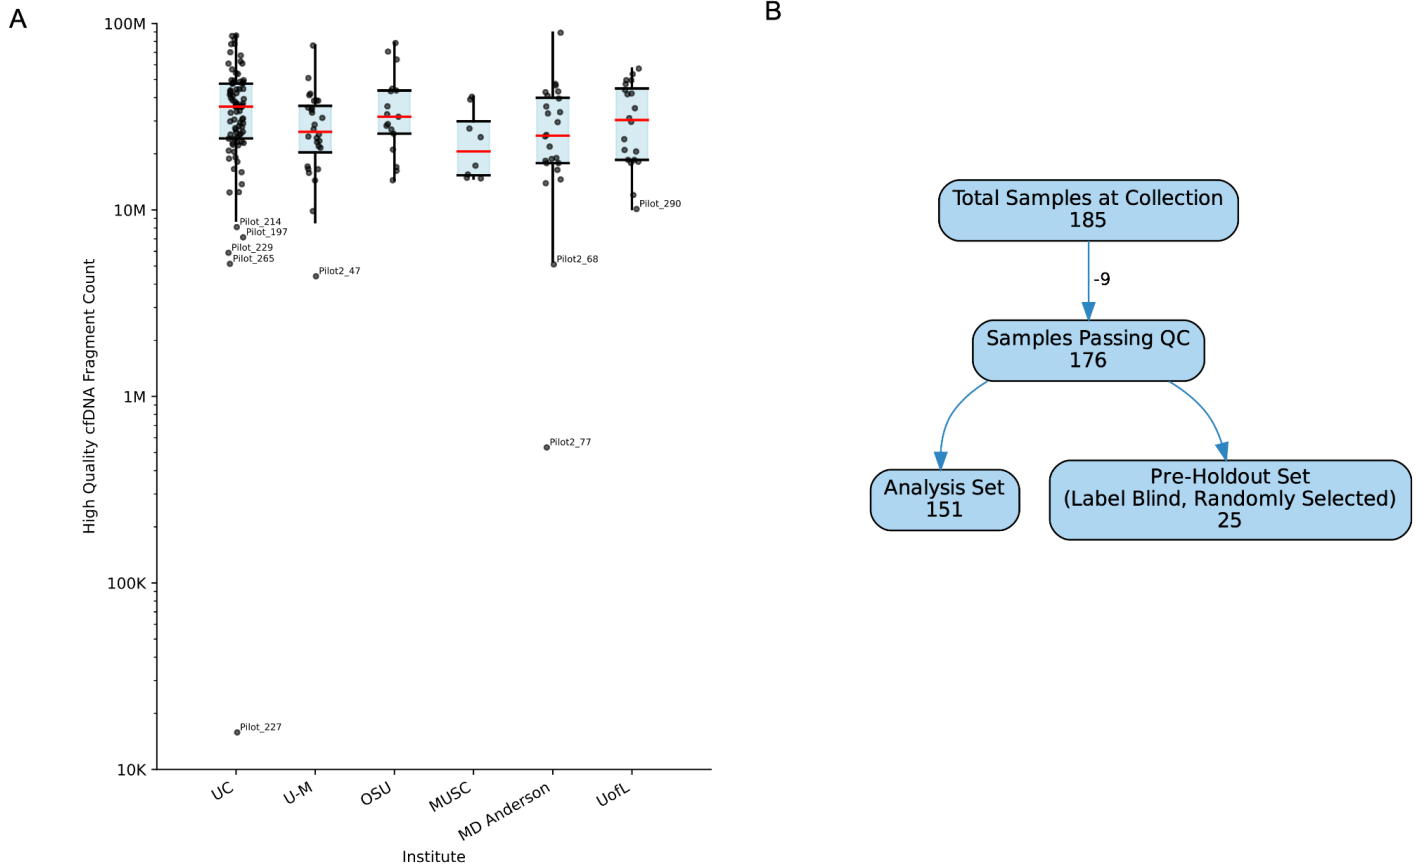 A
B
High Quality cfDNA Fragment Count
100M
10M
1M
100K
10K
Pilot_214
Pilot_197
Pilot_229
Pilot_265
Pilot2_47
Pilot2_68
Pilot_290
Pilot2_77
Pilot_227
UC
U-M
OSU
MUSC
MD Anderson
UofL
Institute
Total Samples at Collection
185
-9
Samples Passing QC
176
Analysis Set
151
Pre-Holdout Set
(Label Blind, Randomly Selected)
25